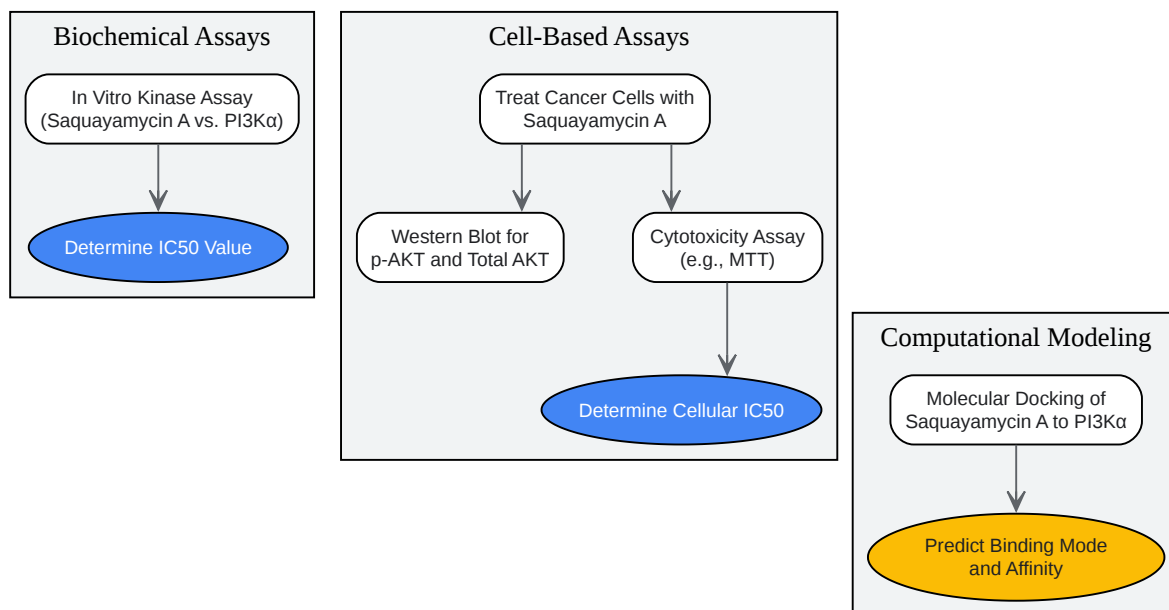 Biochemical Assays
In Vitro Kinase Assay
(Saquayamycin A vs. PI3Kα)
Determine IC50 Value
Cell-Based Assays
Treat Cancer Cells with
Saquayamycin A
Western Blot for
p-AKT and Total AKT
Cytotoxicity Assay
(e.g., MTT)
Determine Cellular IC50
Computational Modeling
Molecular Docking of
Saquayamycin A to PI3Kα
Predict Binding Mode
and Affinity